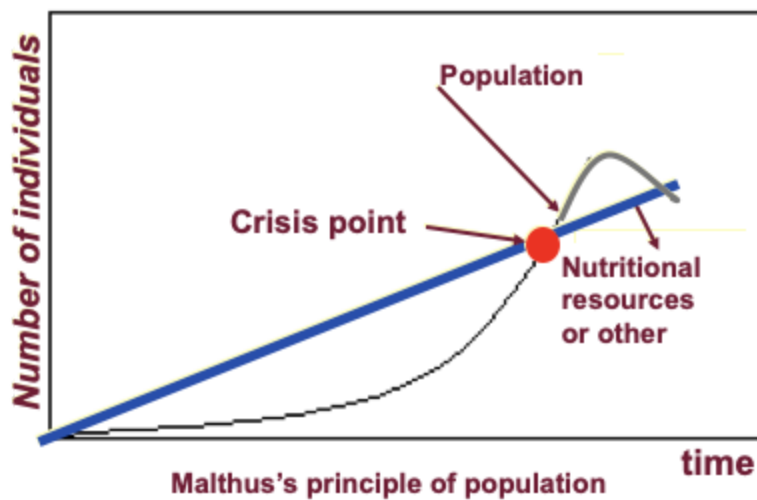 Number of individuals
Population
Crisis point
Nutritional
resources
or other
time
Malthus's principle of population